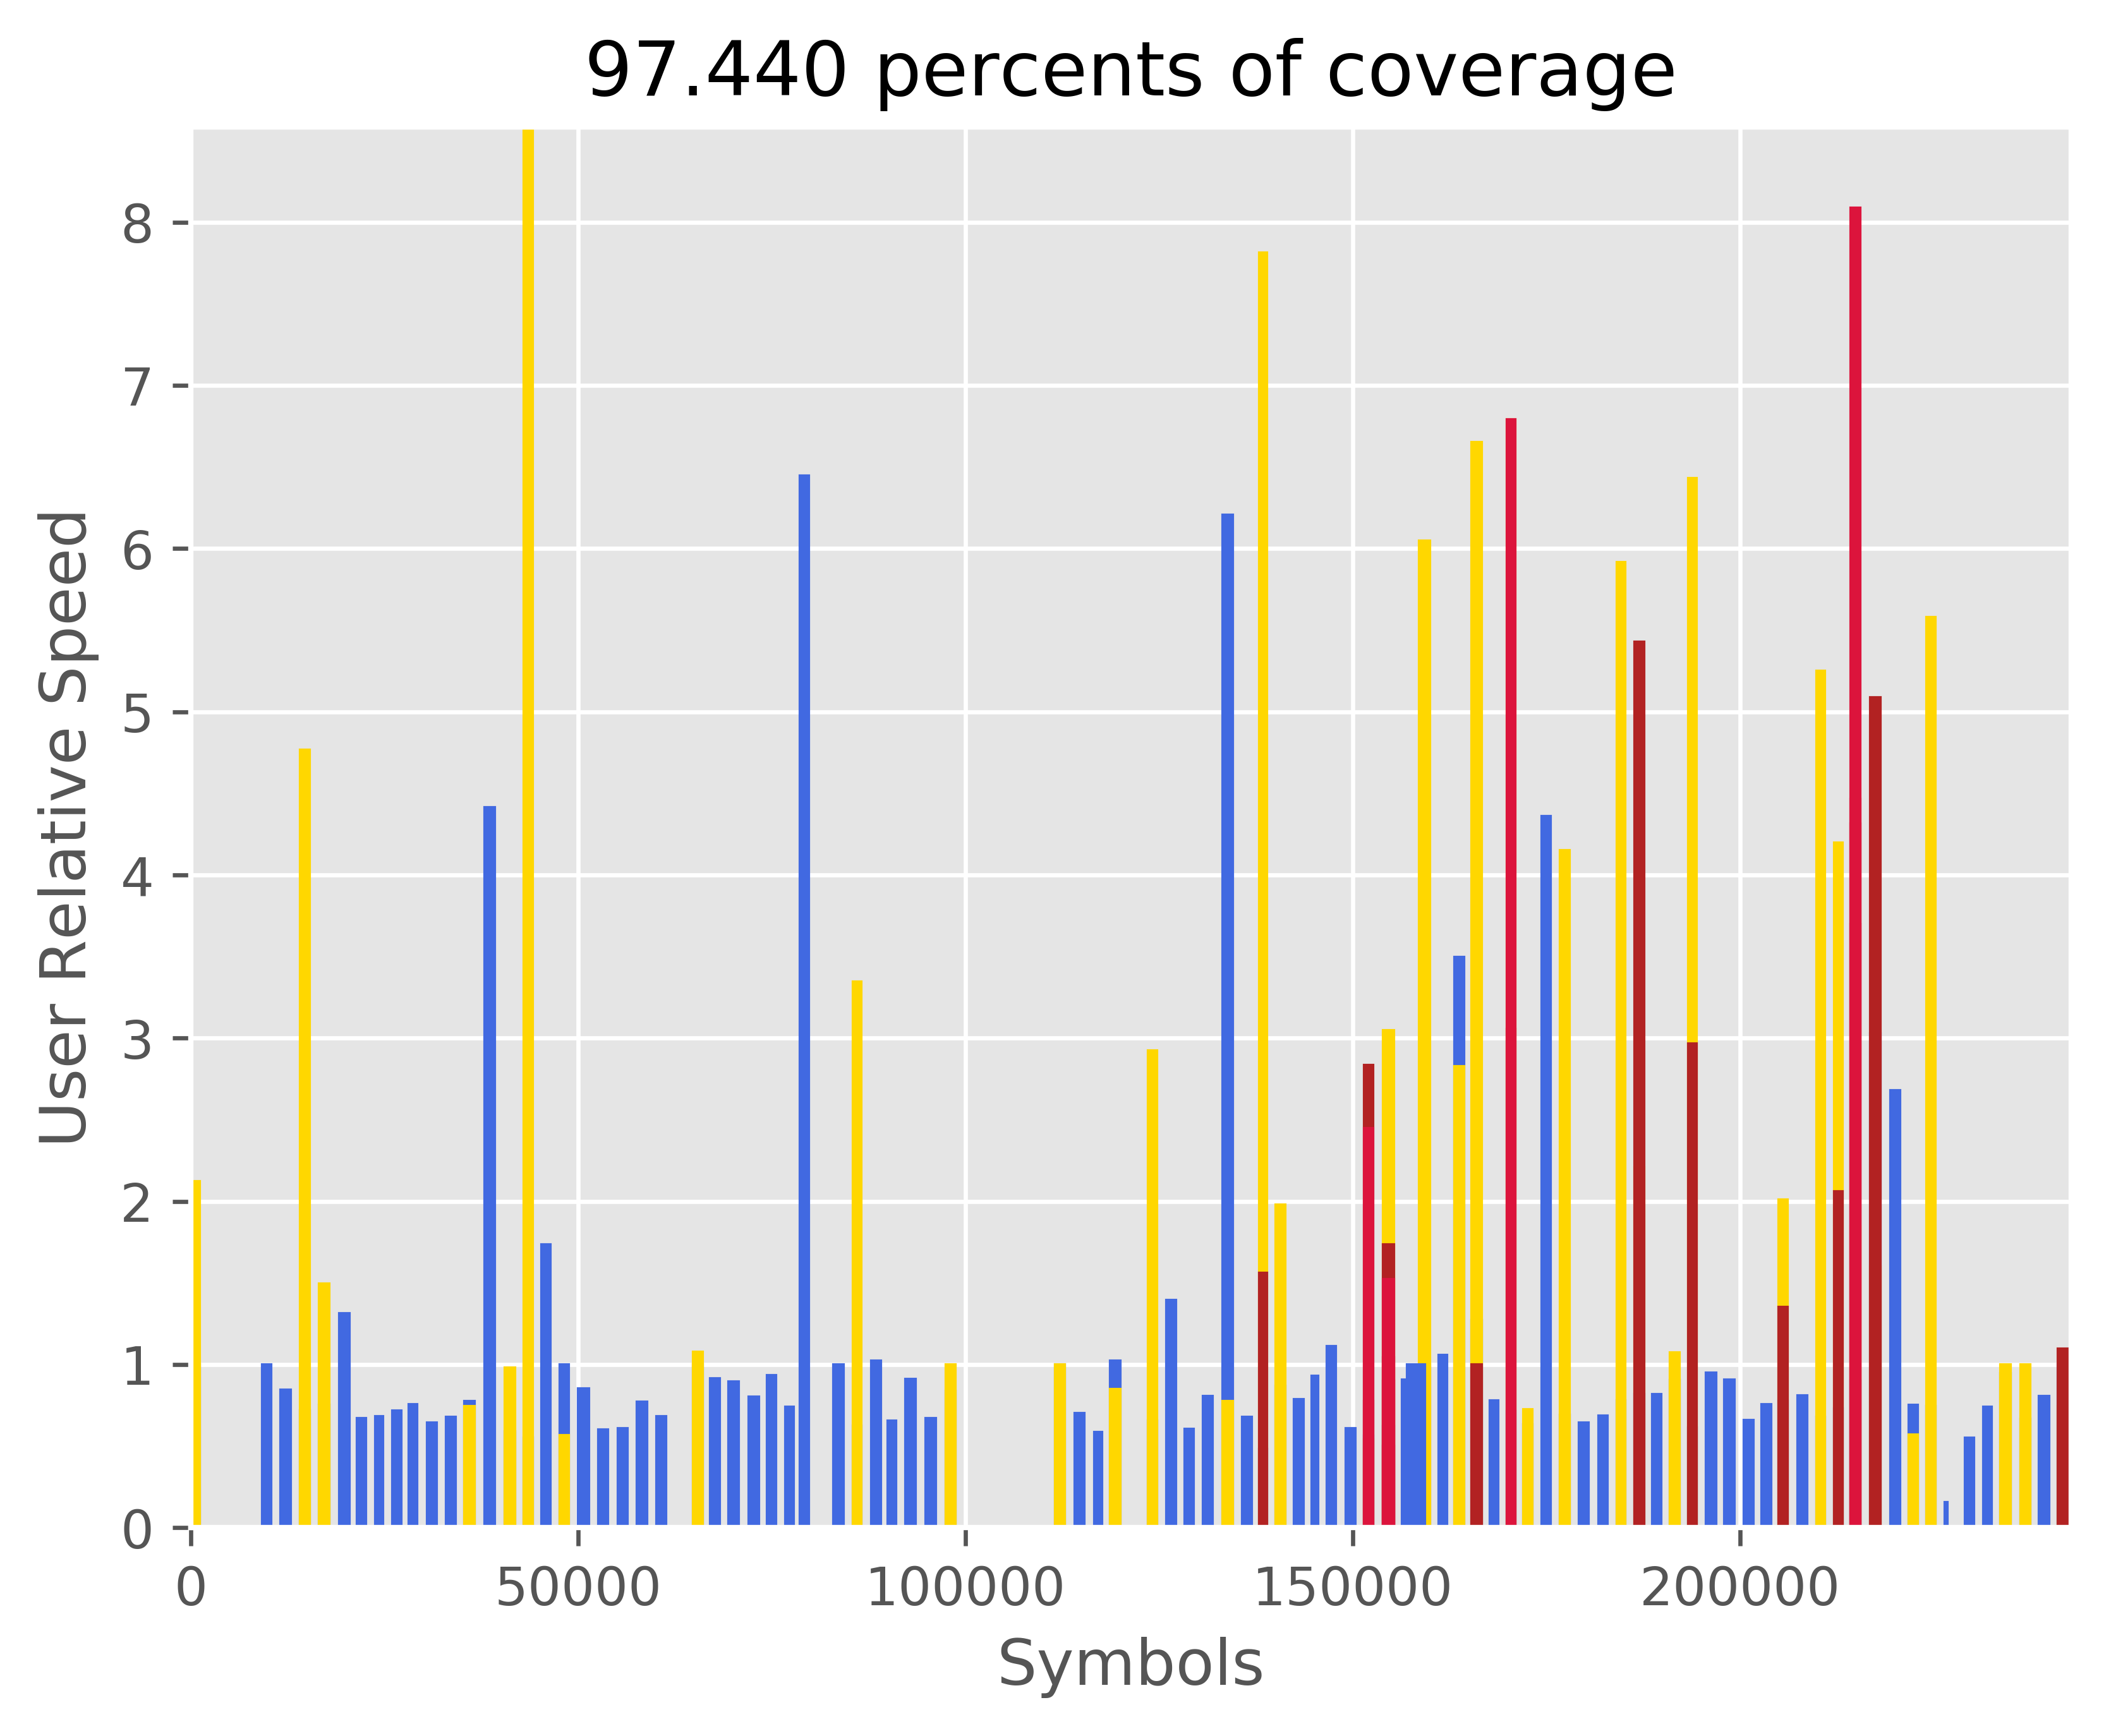 97.440 percents of coverage
8
7
6
5
4
3
2
1
0
User Relative Speed
0 50000 100000 150000 200000
Symbols